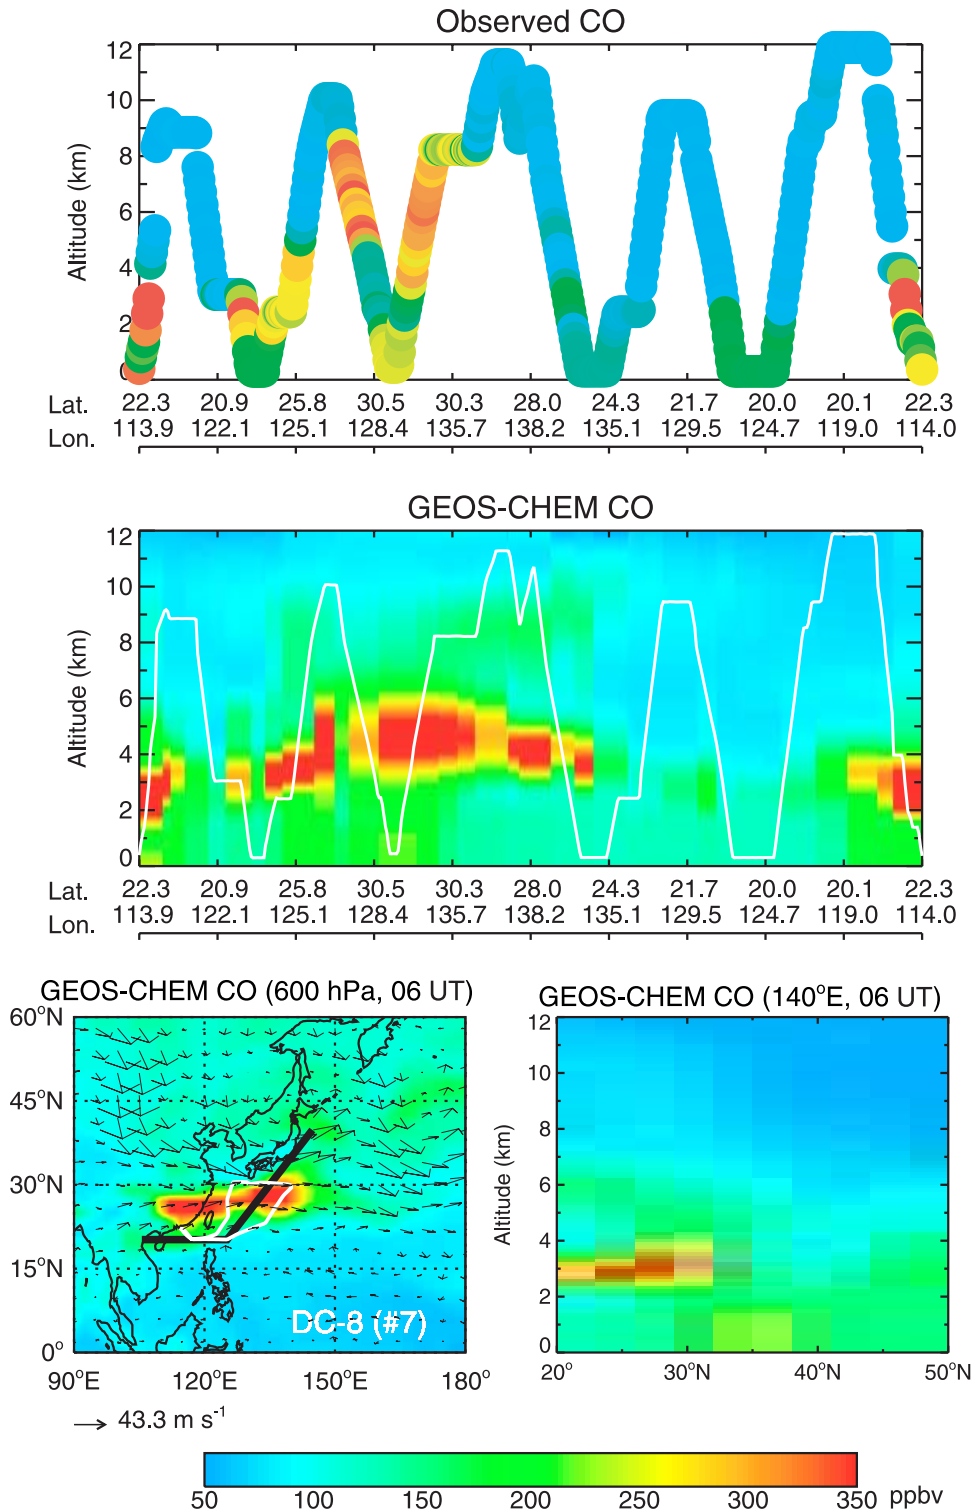 Observed CO
12
10
8
6
4
2
0
Altitude (km)
Lat. 22.3 20.9 25.8 30.5 30.3 28.0 24.3 21.7 20.0 20.1 22.3
Lon. 113.9 122.1 125.1 128.4 135.7 138.2 135.1 129.5 124.7 119.0 114.0
GEOS-CHEM CO
12
10
8
6
4
2
0
Altitude (km)
Lat. 22.3 20.9 25.8 30.5 30.3 28.0 24.3 21.7 20.0 20.1 22.3
Lon. 113.9 122.1 125.1 128.4 135.7 138.2 135.1 129.5 124.7 119.0 114.0
GEOS-CHEM CO (600 hPa, 06 UT)
60°N
45°N
30°N
15°N
0°
DC-8 (#7)
90°E 120°E 150°E 180°
43.3 m s⁻¹
GEOS-CHEM CO (140°E, 06 UT)
12
10
8
6
4
2
0
Altitude (km)
20° 30°N 40°N 50°N
50 100 150 200 250 300 350 ppbv